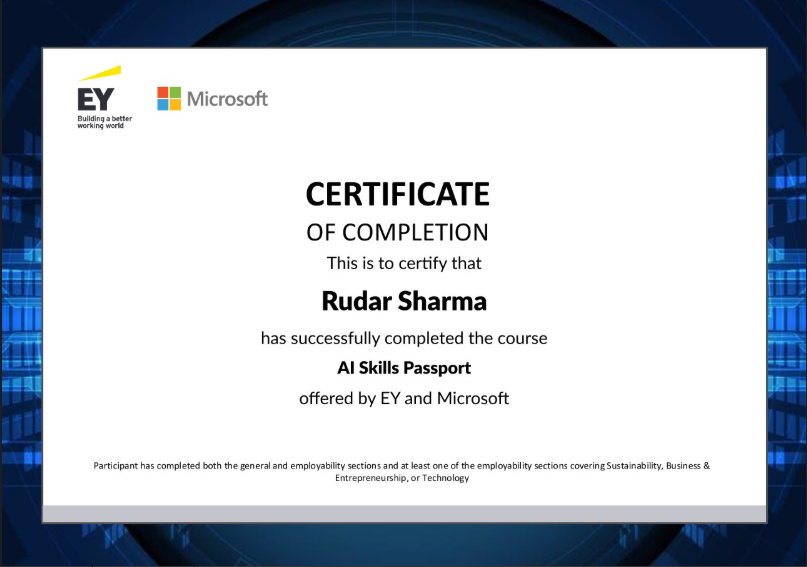 EY
Building a better
working world
Microsoft
CERTIFICATE
OF COMPLETION
This is to certify that
Rudar Sharma
has successfully completed the course
AI Skills Passport
offered by EY and Microsoft
Participant has completed both the general and employability sections and at least one of the employability sections covering Sustainability, Business &
Entrepreneurship, or Technology